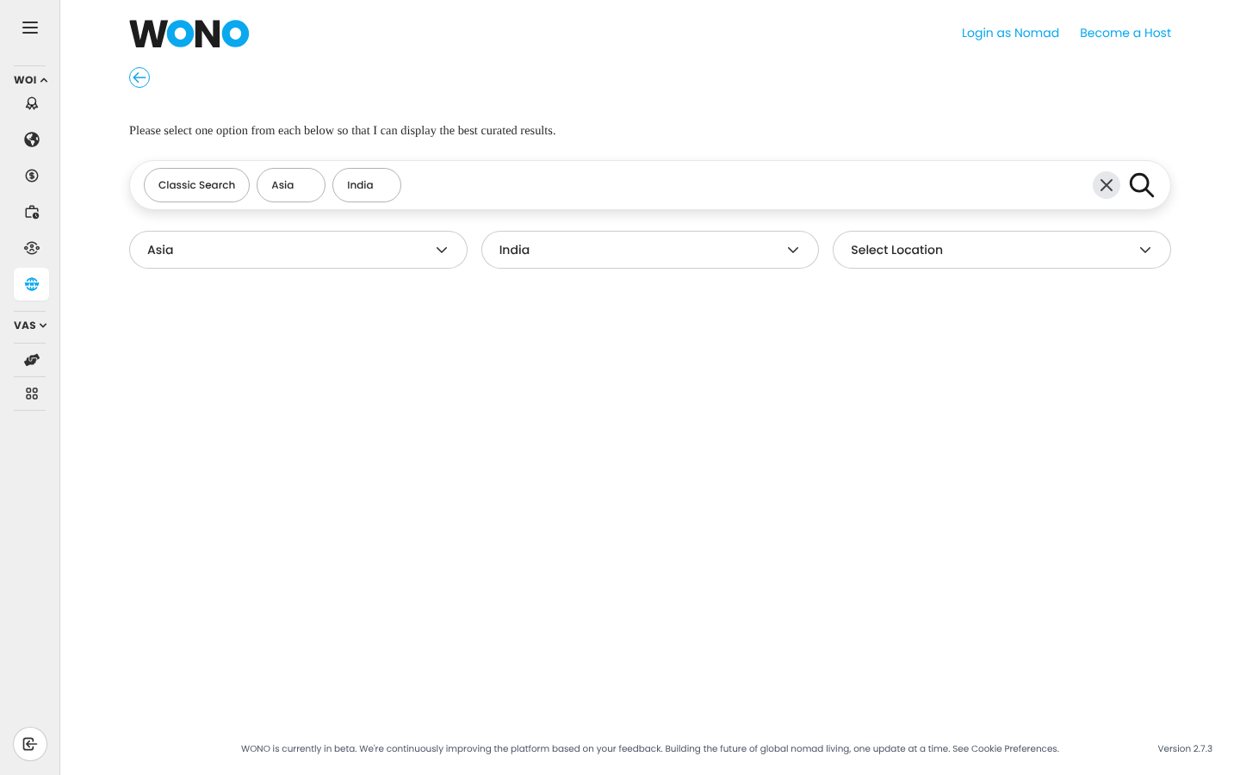 WONO
Login as Nomad
Become a Host
WOI
Please select one option from each below so that I can display the best curated results.
Classic Search
Asia
India
Asia
India
Select Location
VAS
WONO is currently in beta. We're continuously improving the platform based on your feedback. Building the future of global nomad living, one update at a time. See Cookie Preferences.
Version 2.7.3